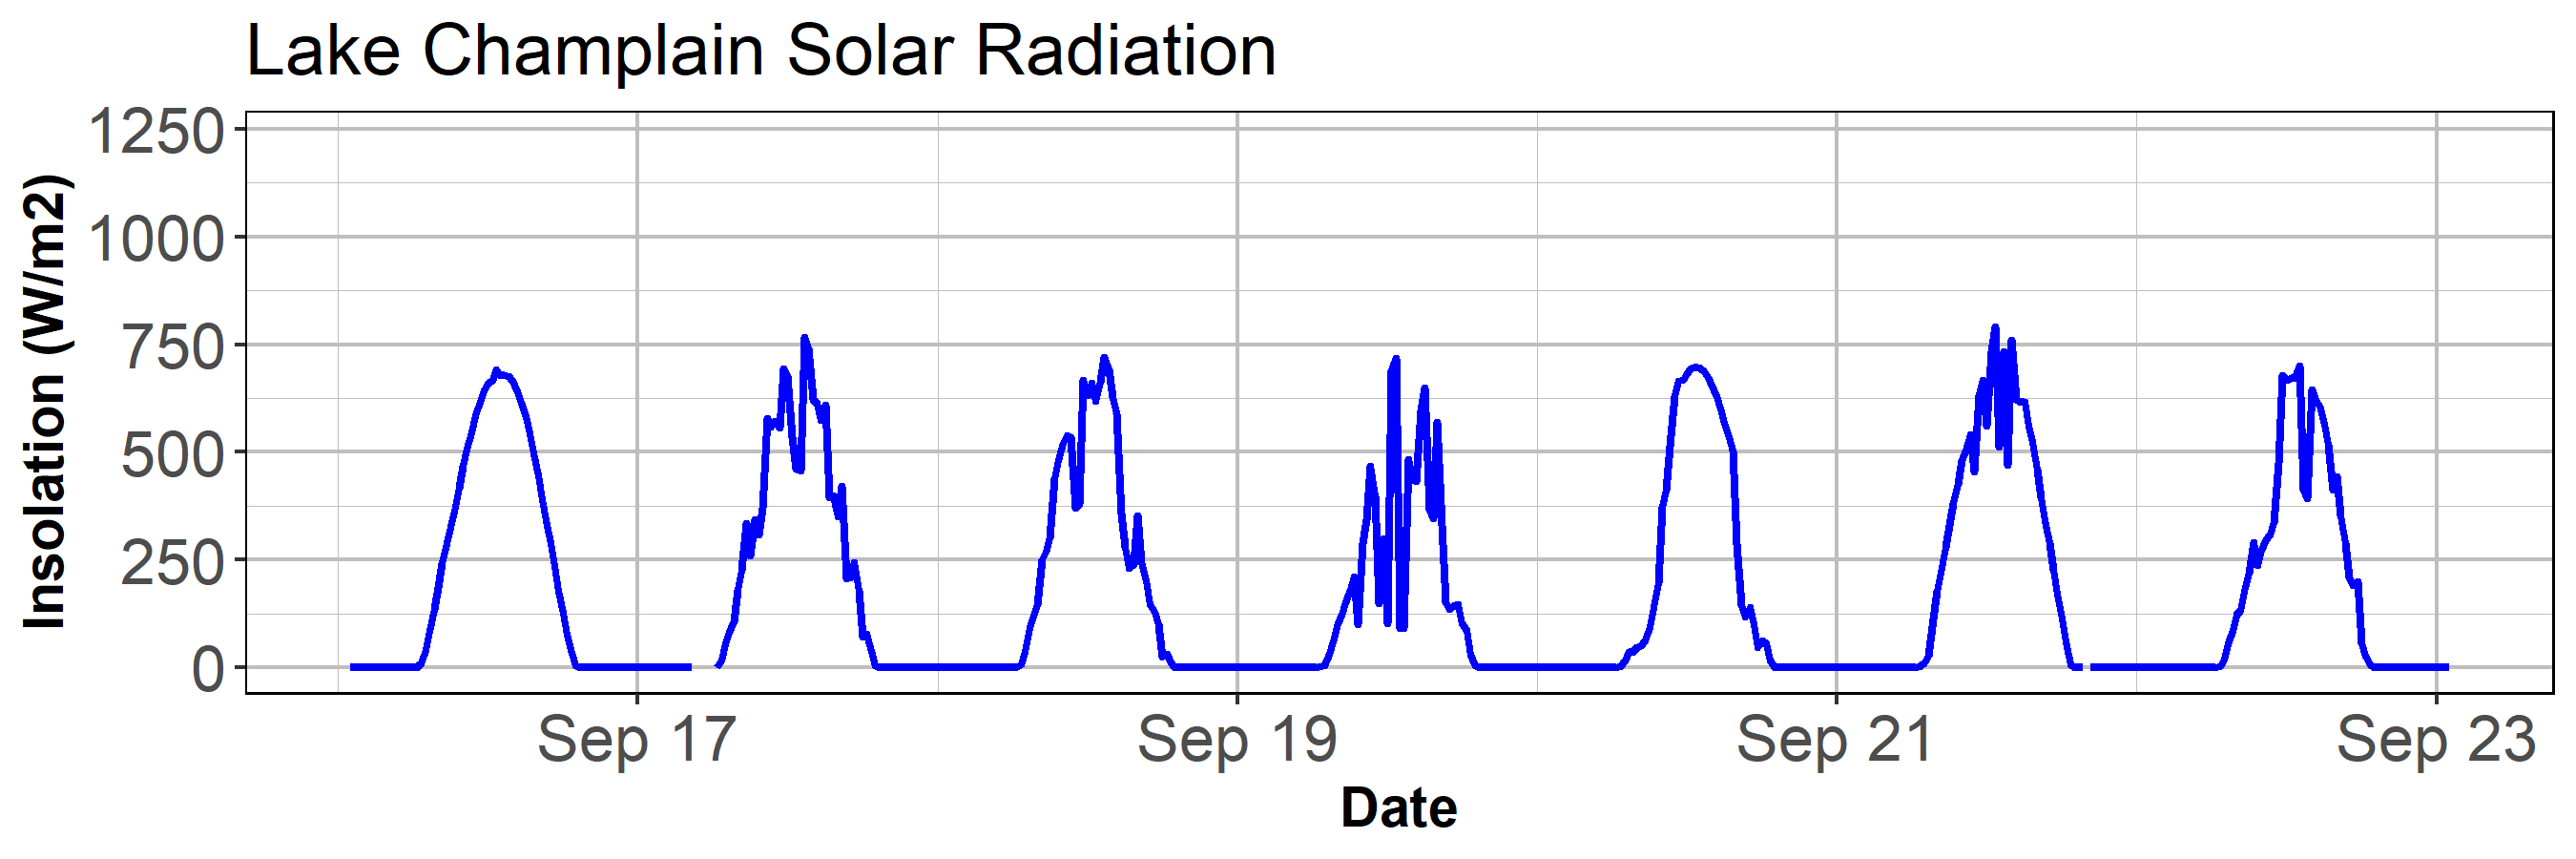 Lake Champlain Solar Radiation
Insolation (W/m2)
1250
1000
750
500
250
0
Sep 17 Sep 19 Sep 21 Sep 23
Date